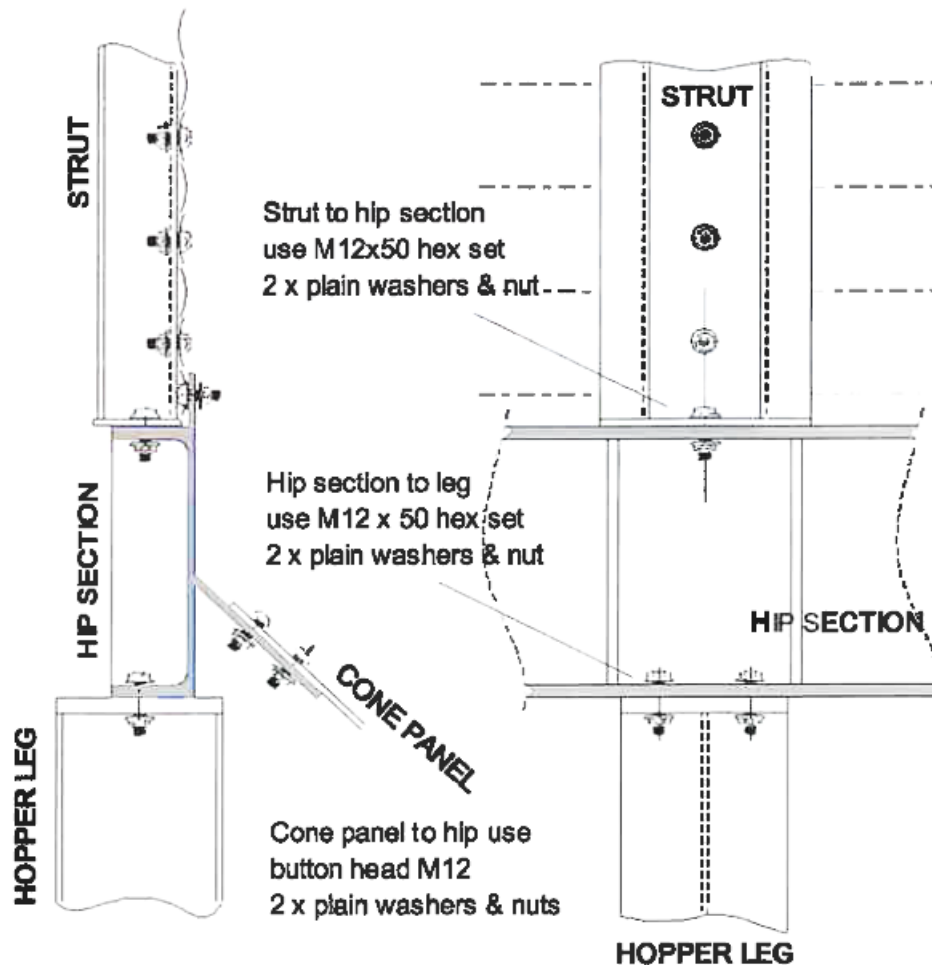 STRUT
STRUT
Strut to hip section
use M12x50 hex set
2 x plain washers & nut
HIP SECTION
Hip section to leg
use M12 x 50 hex set
2 x plain washers & nut
HIP SECTION
CONE PANEL
HOPPER LEG
Cone panel to hip use
button head M12
2 x plain washers & nuts
HOPPER LEG